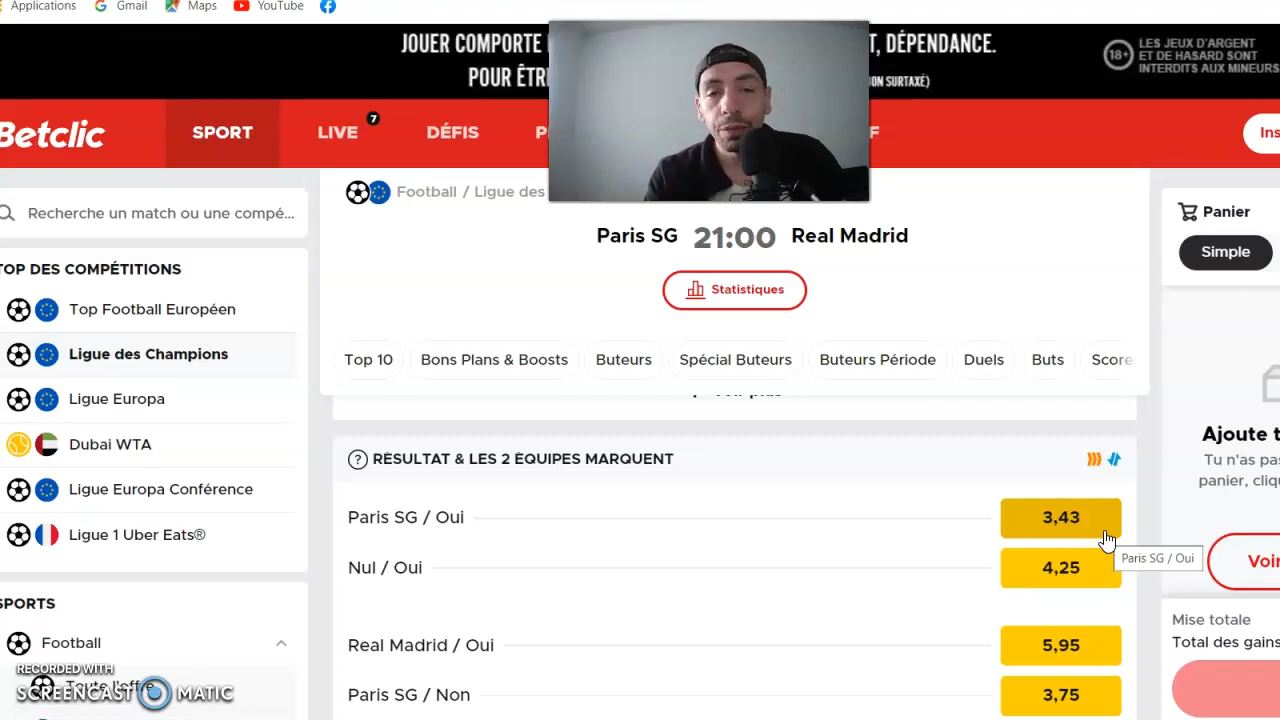 Applications Gmail Maps YouTube
JOUER COMPORTE T, DÉPENDANCE.
POUR ÊTR ON SURTAXÉ)
18+ LES JEUX D'ARGENT
ET DE HASARD SONT
INTERDITS AUX MINEURS
Betclic SPORT LIVE 7 DÉFIS P F Ins
Recherche un match ou une compé...
TOP DES COMPÉTITIONS
Top Football Européen
Ligue des Champions
Ligue Europa
Dubai WTA
Ligue Europa Conférence
Ligue 1 Uber Eats®
SPORTS
Football
Toute l'offre
RECORDED WITH
SCREENCAST MATIC
Football / Ligue des
Paris SG 21:00 Real Madrid
Statistiques
Top 10 Bons Plans & Boosts Buteurs Spécial Buteurs Buteurs Période Duels Buts Score
? RÉSULTAT & LES 2 ÉQUIPES MARQUENT
Paris SG / Oui 3,43
Paris SG / Oui
Nul / Oui 4,25
Real Madrid / Oui 5,95
Paris SG / Non 3,75
Panier
Simple
Ajoute t
Tu n'as pas
panier, cliq
Voir
Mise totale
Total des gains